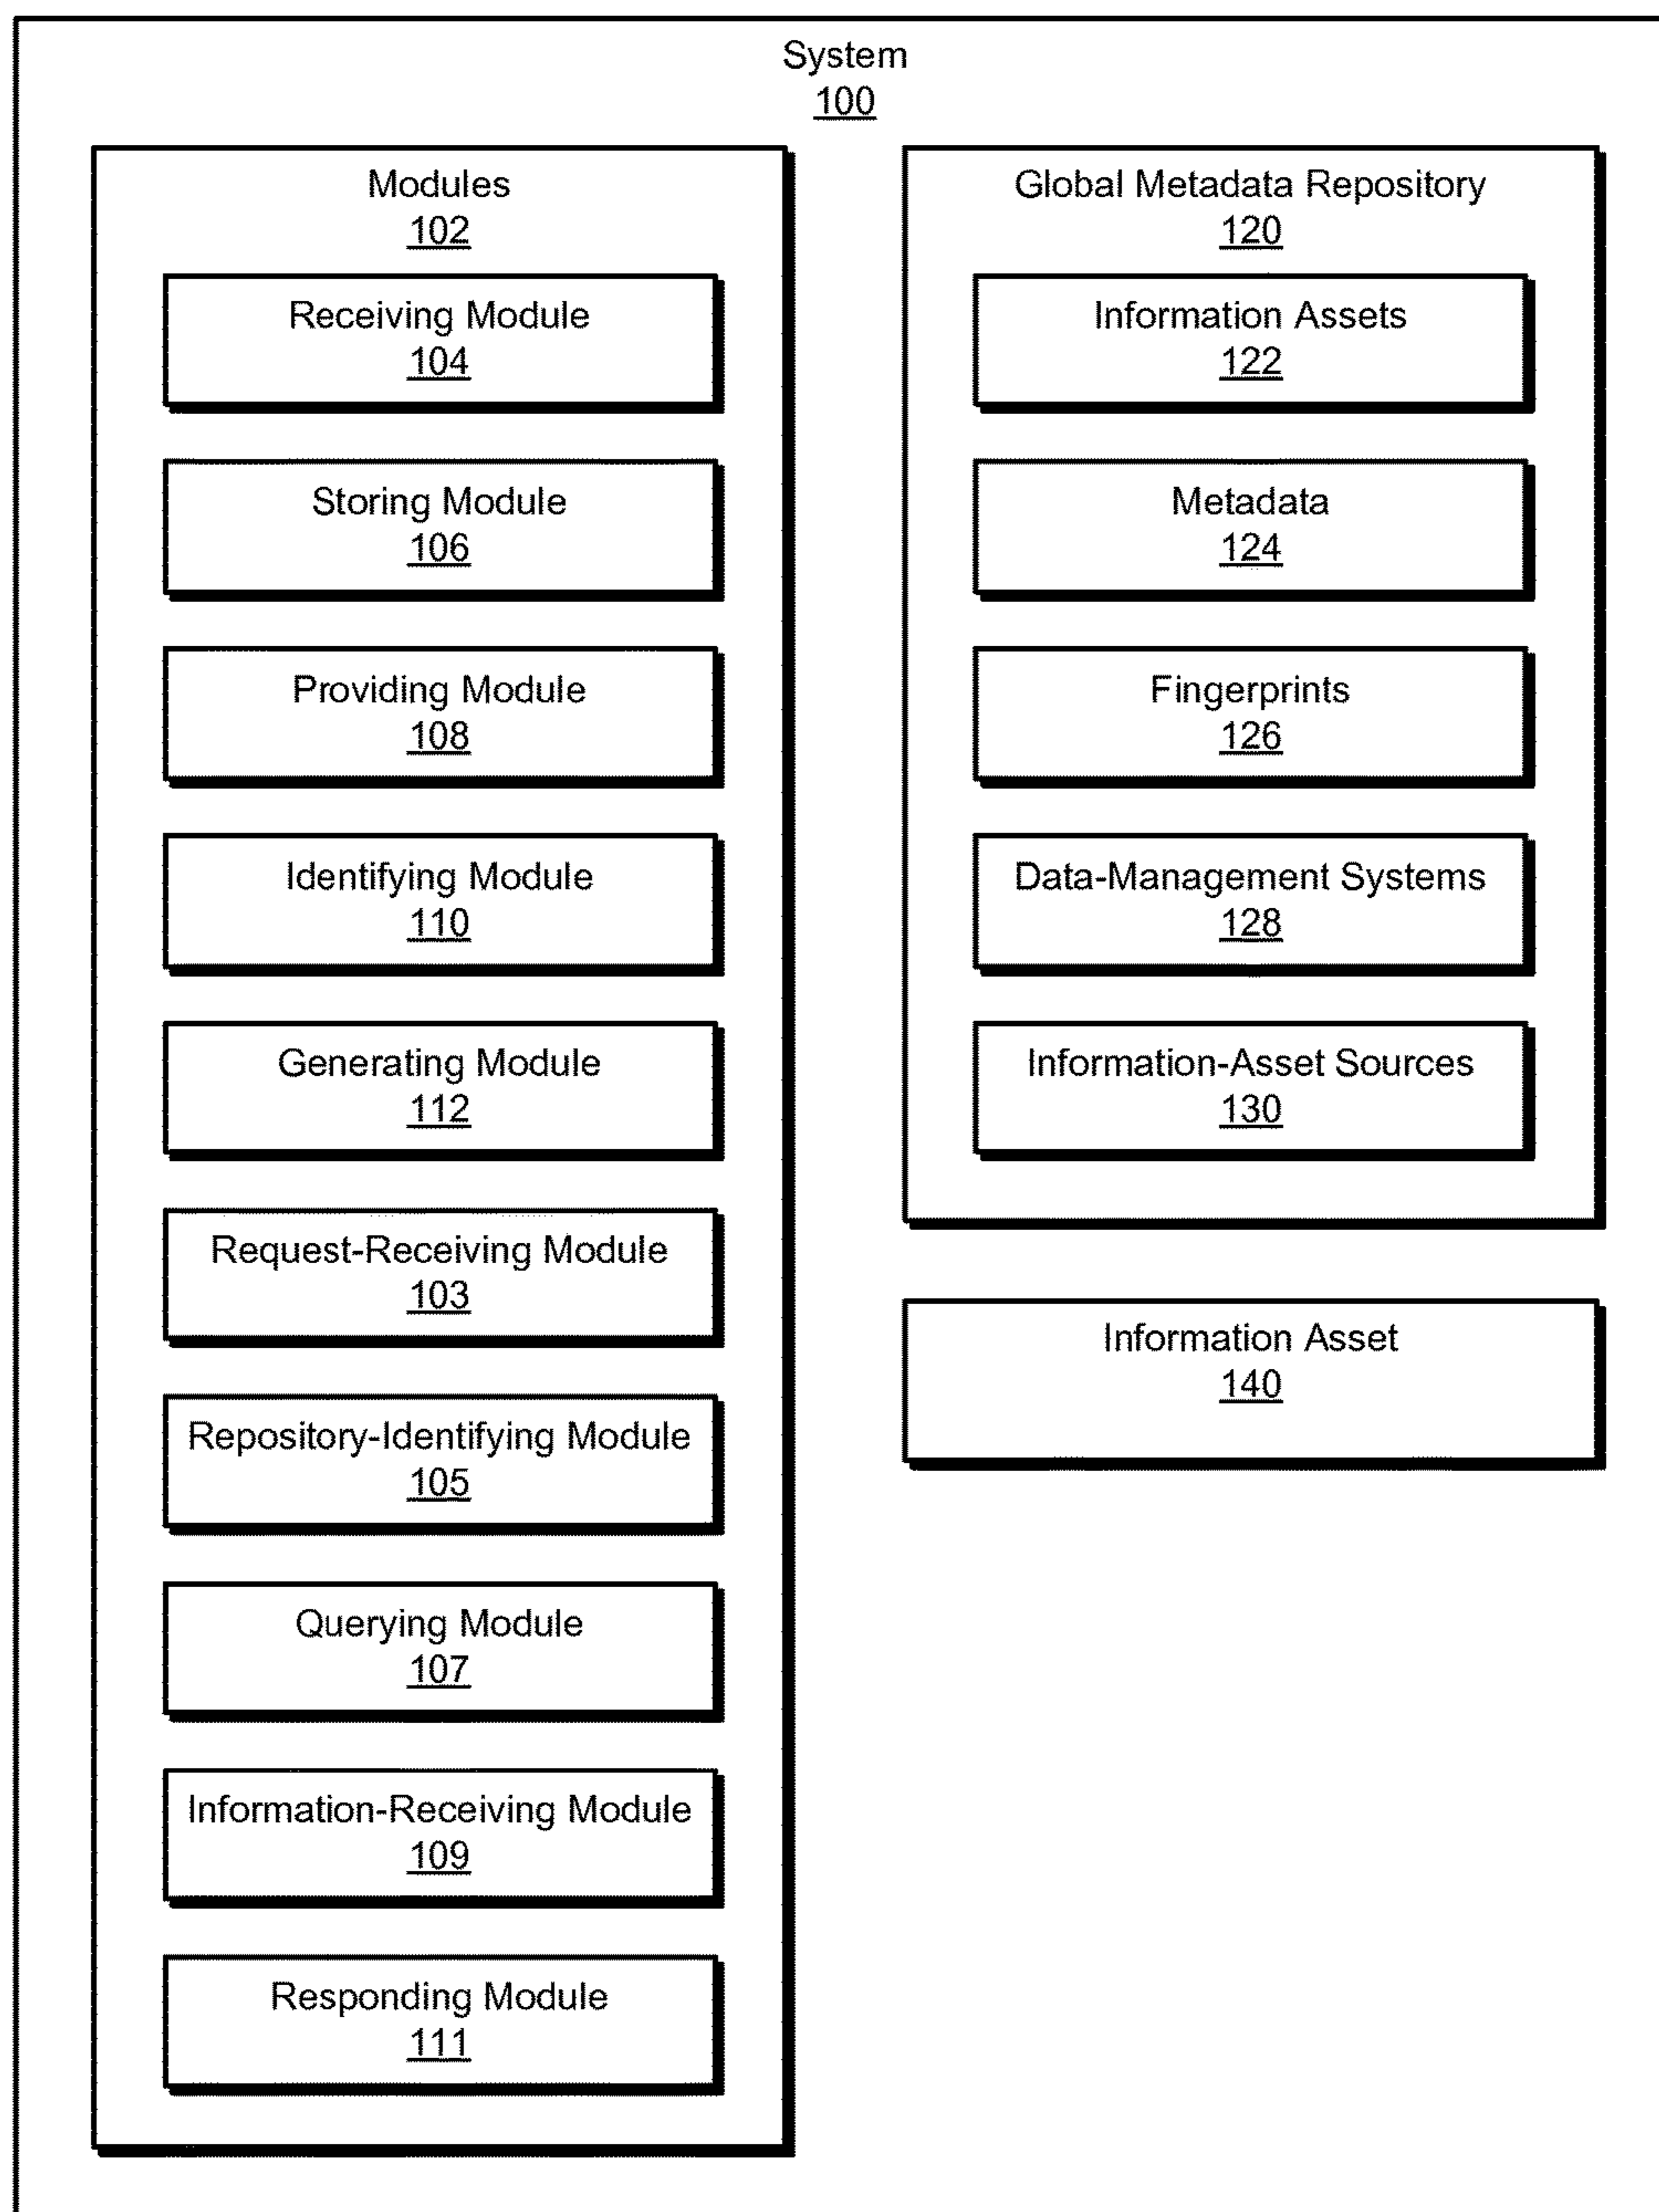 System
100
Modules
102
Receiving Module
104
Storing Module
106
Providing Module
108
Identifying Module
110
Generating Module
112
Request-Receiving Module
103
Repository-Identifying Module
105
Querying Module
107
Information-Receiving Module
109
Responding Module
111
Global Metadata Repository
120
Information Assets
122
Metadata
124
Fingerprints
126
Data-Management Systems
128
Information-Asset Sources
130
Information Asset
140